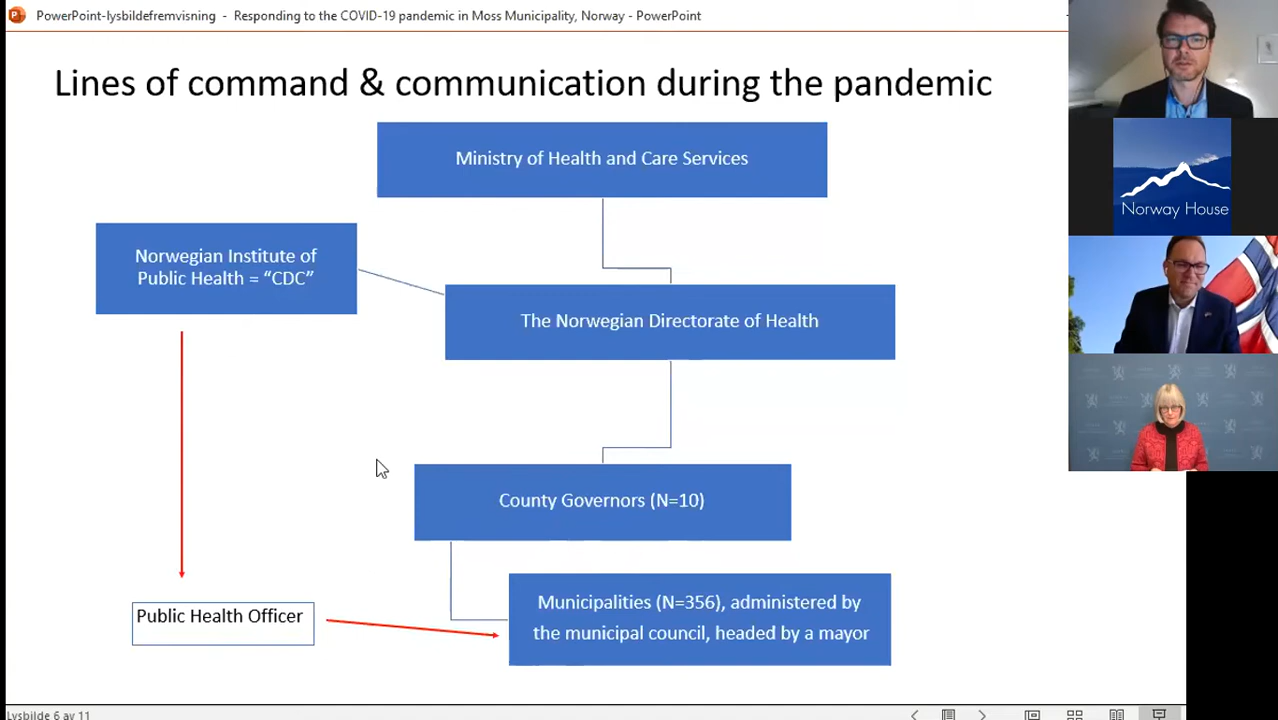 PowerPoint-lysbildefremvisning - Responding to the COVID-19 pandemic in Moss Municipality, Norway - PowerPoint
Lines of command & communication during the pandemic
Ministry of Health and Care Services
Norway House
Norwegian Institute of
Public Health = “CDC”
The Norwegian Directorate of Health
County Governors (N=10)
Public Health Officer
Municipalities (N=356), administered by
the municipal council, headed by a mayor
Lysbilde 6 av 11